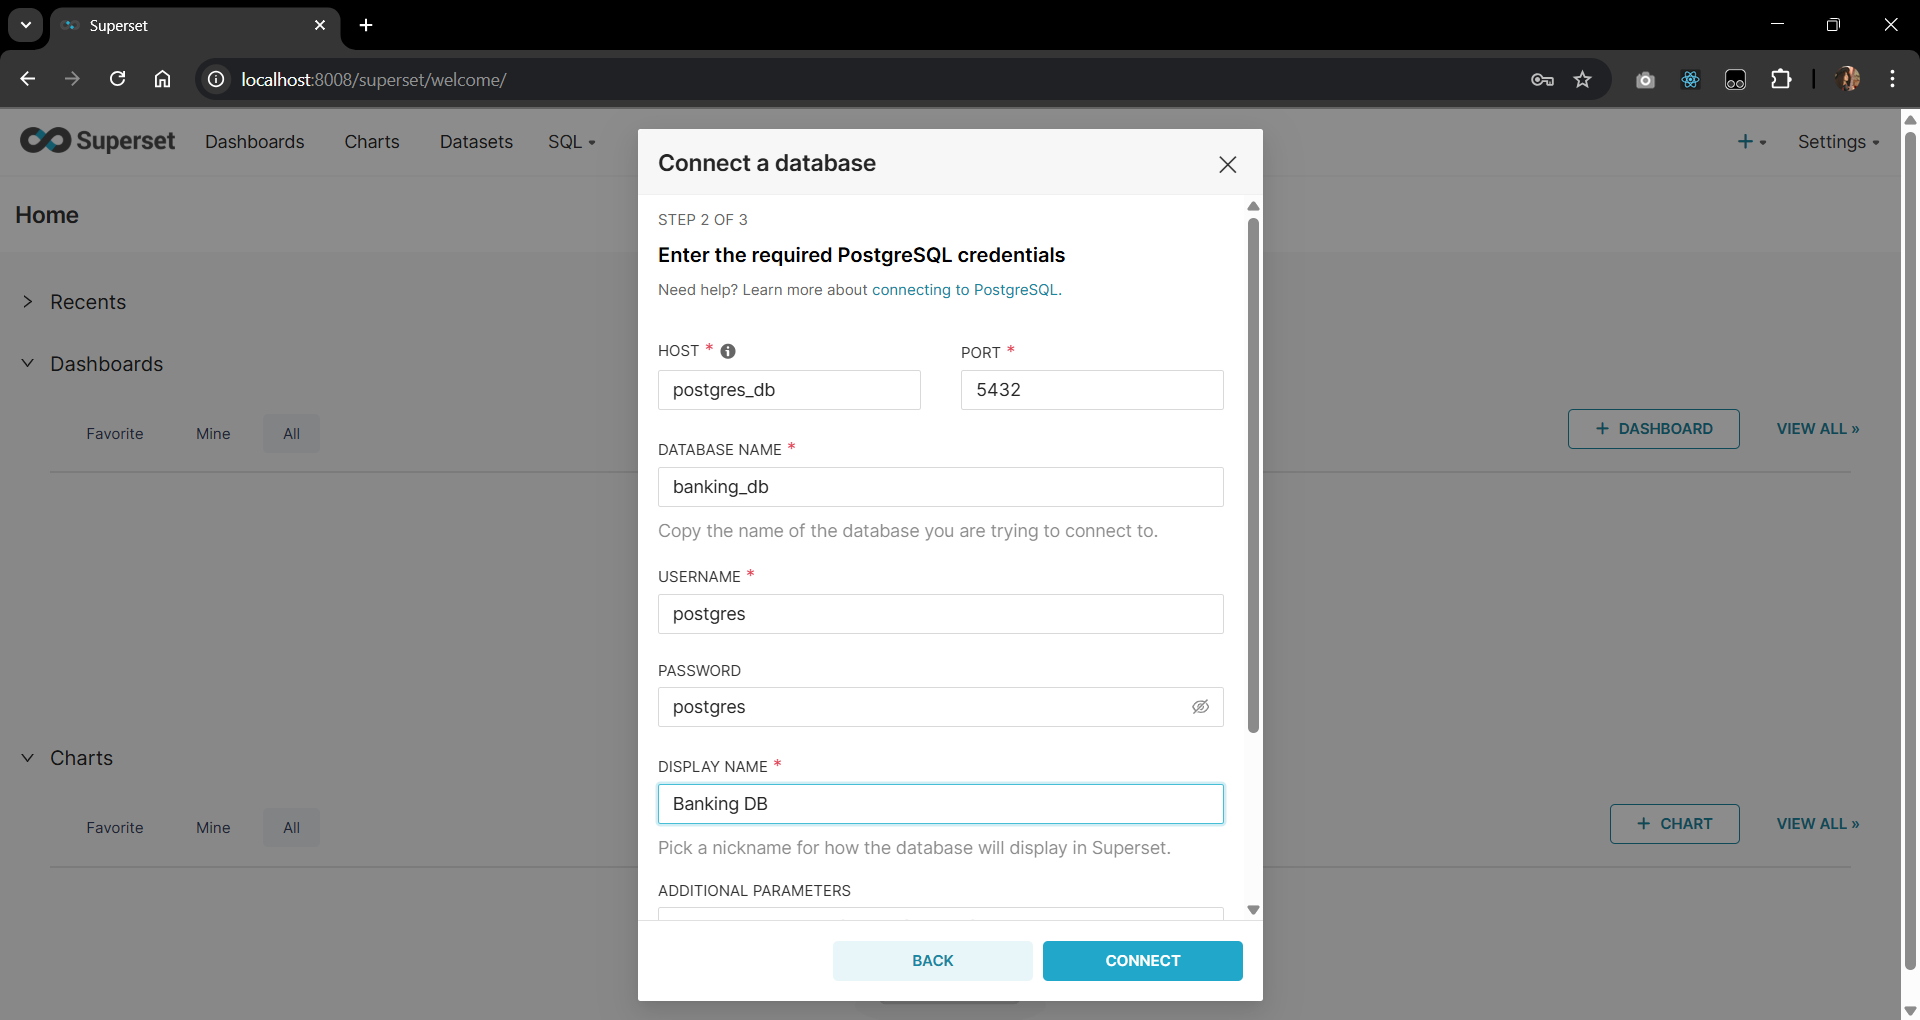 Superset
localhost:8008/superset/welcome/
Superset Dashboards Charts Datasets SQL Settings
Home
Recents
Dashboards
Favorite Mine All + DASHBOARD VIEW ALL »
Charts
Favorite Mine All + CHART VIEW ALL »
Connect a database
STEP 2 OF 3
Enter the required PostgreSQL credentials
Need help? Learn more about connecting to PostgreSQL.
HOST * PORT *
postgres_db 5432
DATABASE NAME *
banking_db
Copy the name of the database you are trying to connect to.
USERNAME *
postgres
PASSWORD
postgres
DISPLAY NAME *
Banking DB
Pick a nickname for how the database will display in Superset.
ADDITIONAL PARAMETERS
BACK CONNECT